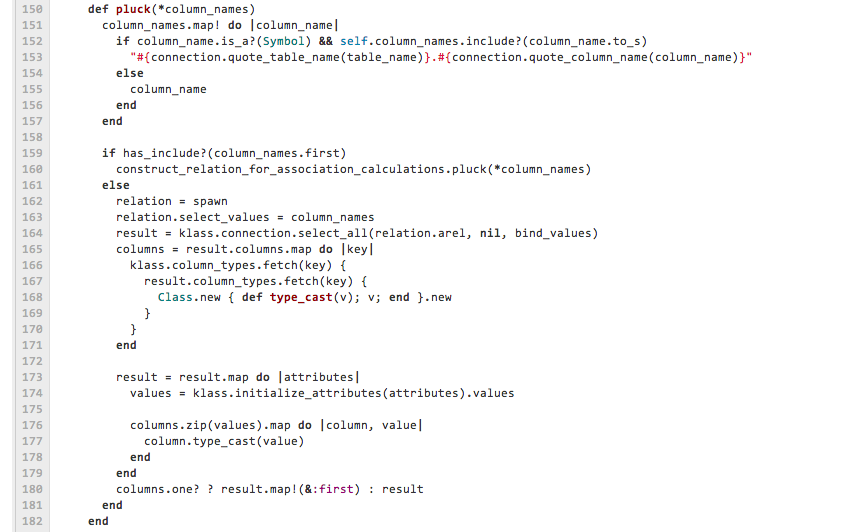 150 def pluck(*column_names)
151 column_names.map! do |column_name|
152 if column_name.is_a?(Symbol) && self.column_names.include?(column_name.to_s)
153 "#{connection.quote_table_name(table_name)}.#{connection.quote_column_name(column_name)}"
154 else
155 column_name
156 end
157 end
158
159 if has_include?(column_names.first)
160 construct_relation_for_association_calculations.pluck(*column_names)
161 else
162 relation = spawn
163 relation.select_values = column_names
164 result = klass.connection.select_all(relation.arel, nil, bind_values)
165 columns = result.columns.map do |key|
166 klass.column_types.fetch(key) {
167 result.column_types.fetch(key) {
168 Class.new { def type_cast(v); v; end }.new
169 }
170 }
171 end
172
173 result = result.map do |attributes|
174 values = klass.initialize_attributes(attributes).values
175
176 columns.zip(values).map do |column, value|
177 column.type_cast(value)
178 end
179 end
180 columns.one? ? result.map!(&:first) : result
181 end
182 end